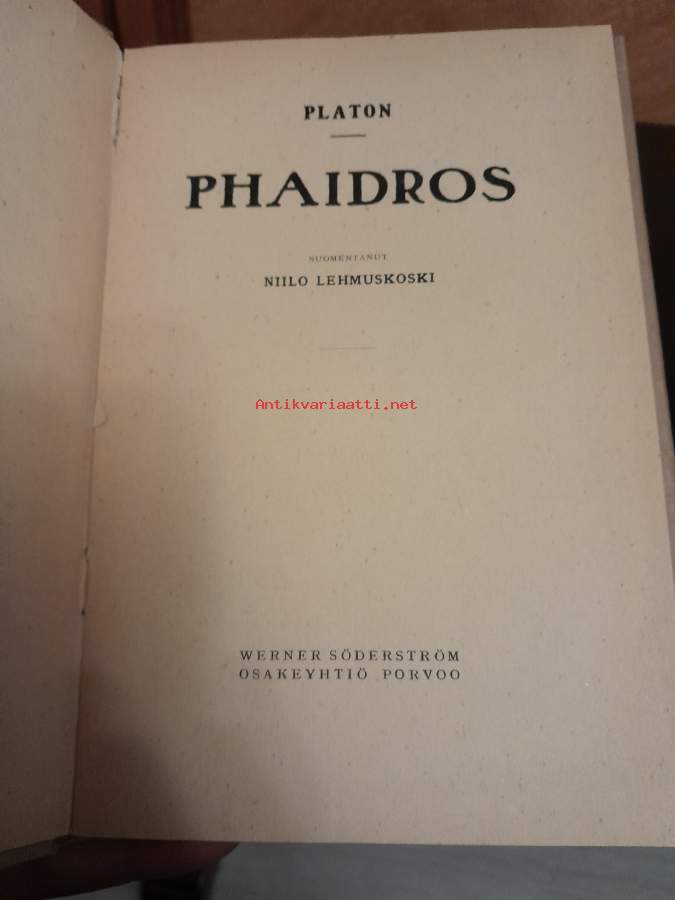 PLATON
PHAIDROS
SUOMENTANUT
NIILO LEHMUSKOSKI
Antikvariaatti.net
WERNER SÖDERSTRÖM
OSAKEYHTIÖ PORVOO